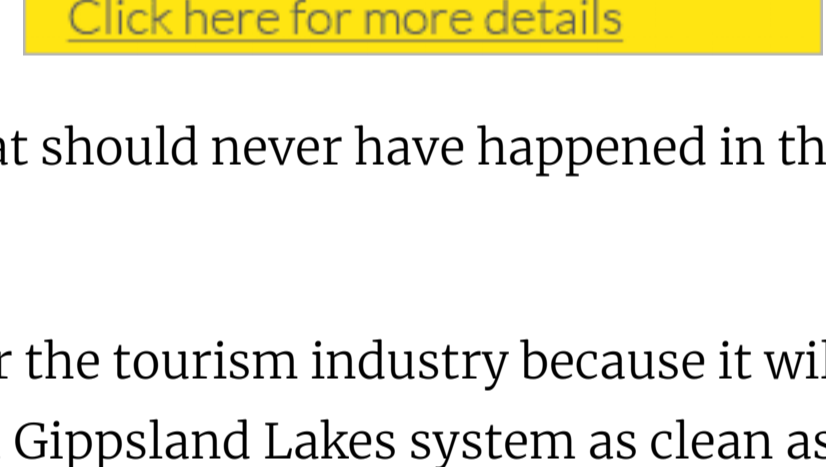 Click here for more details
at should never have happened in th
r the tourism industry because it wil
Gippsland Lakes system as clean as